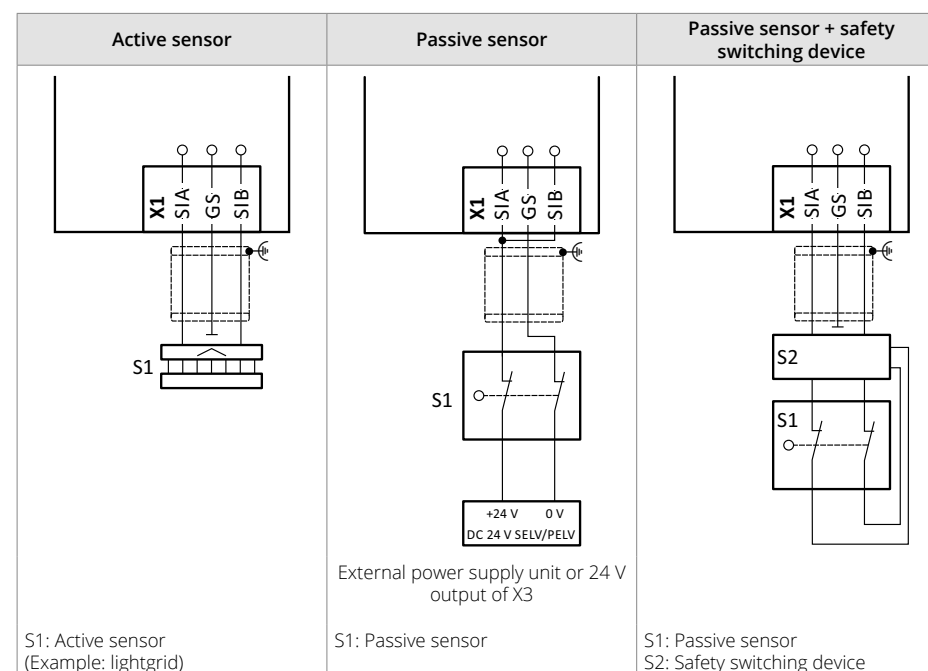 Active sensor
Passive sensor
Passive sensor + safety
switching device
X1
SIA
GS
SIB
S1
X1
SIA
GS
SIB
S1
+24 V 0 V
DC 24 V SELV/PELV
External power supply unit or 24 V
output of X3
X1
SIA
GS
SIB
S2
S1
S1: Active sensor
(Example: lightgrid)
S1: Passive sensor
S1: Passive sensor
S2: Safety switching device